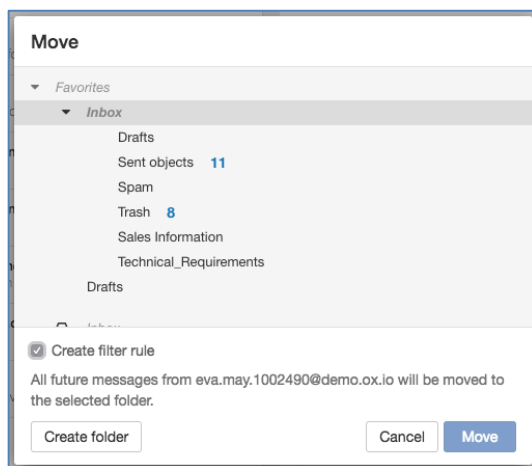 Move
Favorites
Inbox
Drafts
Sent objects 11
Spam
Trash 8
Sales Information
Technical_Requirements
Drafts
Create filter rule
All future messages from eva.may.1002490@demo.ox.io will be moved to
the selected folder.
Create folder Cancel Move